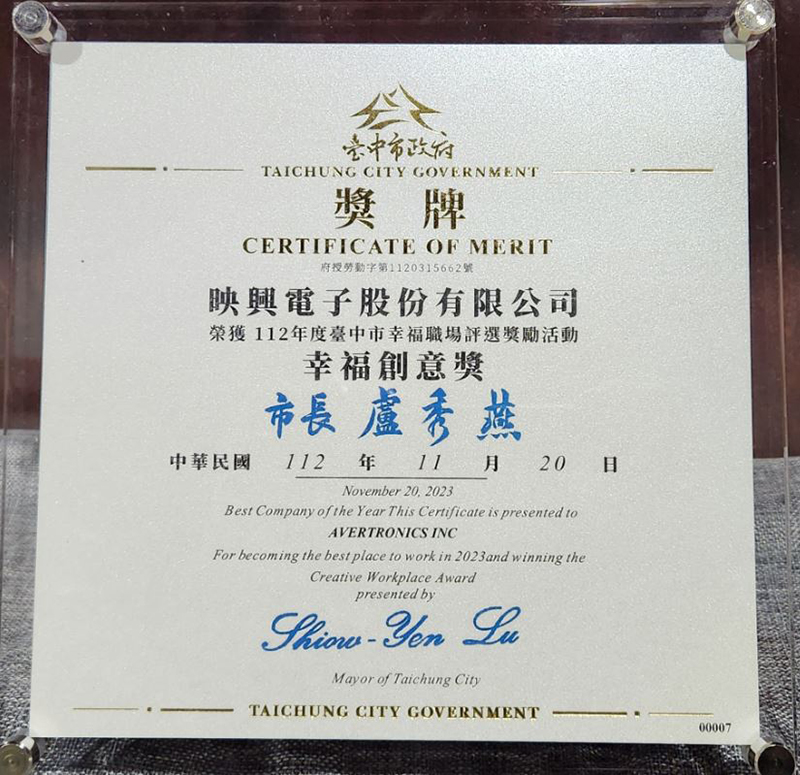 臺中市政府
TAICHUNG CITY GOVERNMENT
獎 牌
CERTIFICATE OF MERIT
府授勞動字第1120315662號
映興電子股份有限公司
榮獲 112年度臺中市幸福職場評選獎勵活動
幸福創意獎
市長 盧秀燕
中華民國 112 年 11 月 20 日
November 20, 2023
Best Company of the Year This Certificate is presented to
AVERTRONICS INC
For becoming the best place to work in 2023and winning the
Creative Workplace Award
presented by
Shiow-Yen Lu
Mayor of Taichung City
TAICHUNG CITY GOVERNMENT
00007